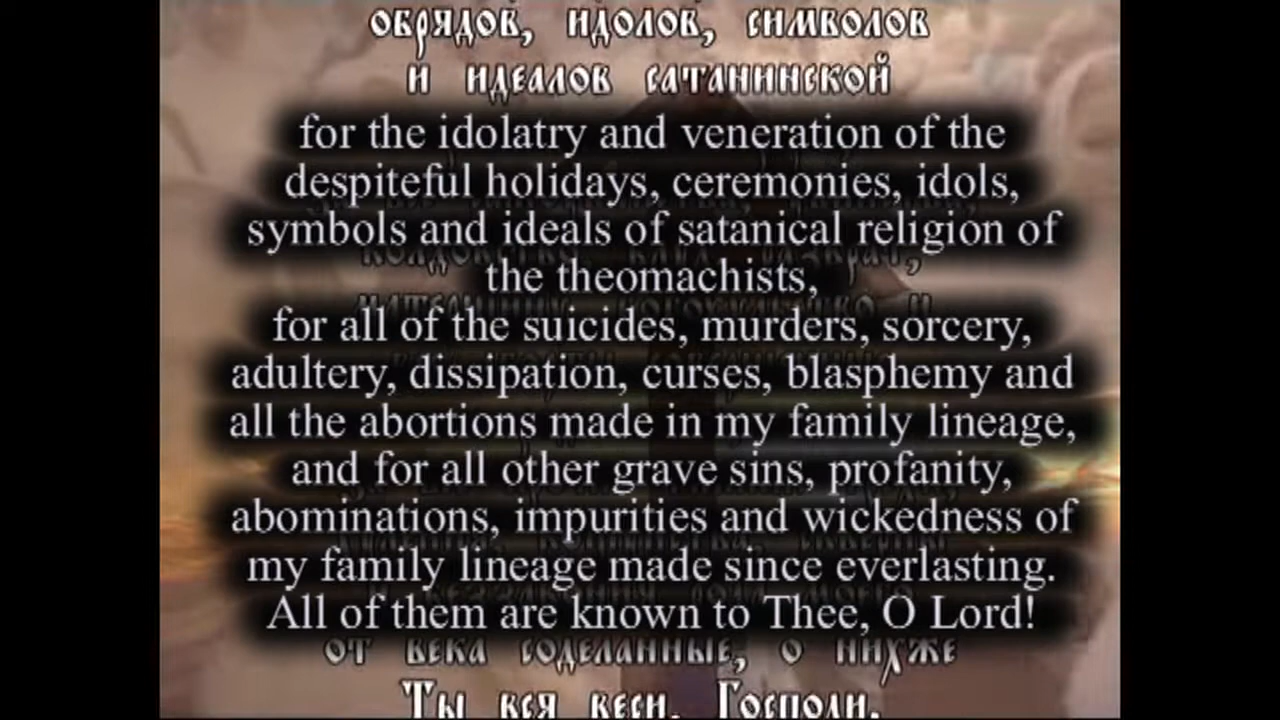 обрядов, идолов, символов
и идеалов сатанинской
for the idolatry and veneration of the
despiteful holidays, ceremonies, idols,
symbols and ideals of satanical religion of
the theomachists,
for all of the suicides, murders, sorcery,
adultery, dissipation, curses, blasphemy and
all the abortions made in my family lineage,
and for all other grave sins, profanity,
abominations, impurities and wickedness of
my family lineage made since everlasting.
All of them are known to Thee, O Lord!
от века соделанные, о нихже
Ты вся веси, Господи.